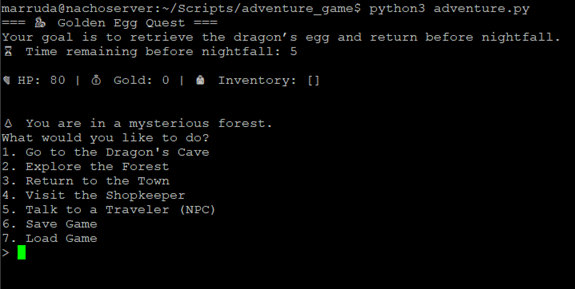 marruda@nachoserver:~/Scripts/adventure_game$ python3 adventure.py
=== 🐉 Golden Egg Quest ===
Your goal is to retrieve the dragon’s egg and return before nightfall.
⏳ Time remaining before nightfall: 5
HP: 80 | 💰 Gold: 0 | 🎒 Inventory: []
🌲 You are in a mysterious forest.
What would you like to do?
1. Go to the Dragon's Cave
2. Explore the Forest
3. Return to the Town
4. Visit the Shopkeeper
5. Talk to a Traveler (NPC)
6. Save Game
7. Load Game
>